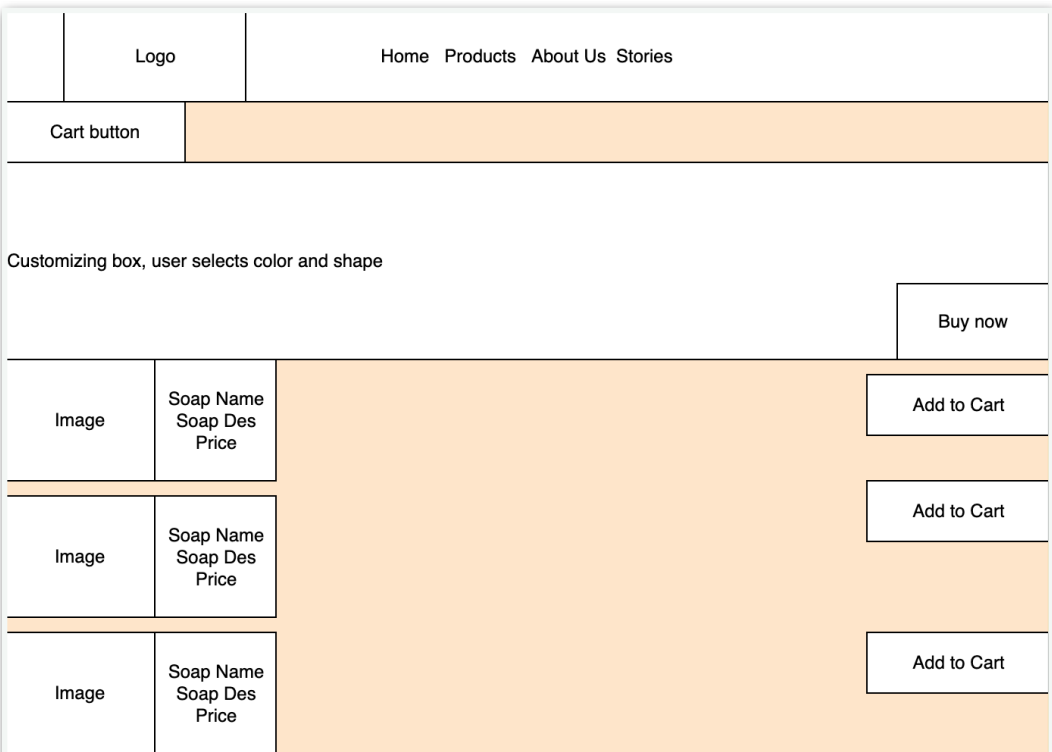 Logo
Home Products About Us Stories
Cart button
Customizing box, user selects color and shape
Buy now
Image
Soap Name
Soap Des
Price
Add to Cart
Image
Soap Name
Soap Des
Price
Add to Cart
Image
Soap Name
Soap Des
Price
Add to Cart